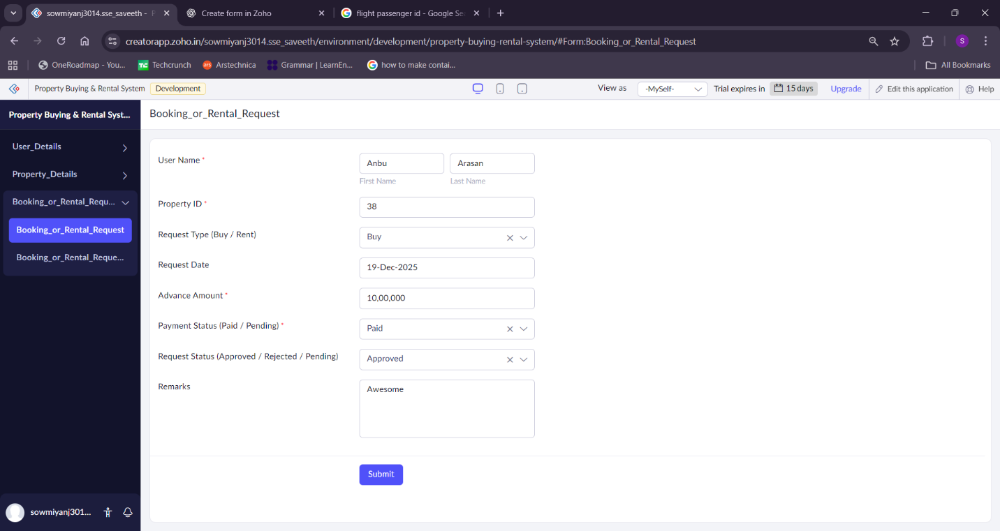 sowmiyanj3014.sse_saveeth - P
Create form in Zoho
flight passenger id - Google Se
creatorapp.zoho.in/sowmiyanj3014.sse_saveeth/environment/development/property-buying-rental-system/#Form:Booking_or_Rental_Request
S
OneRoadmap - You...
TC Techcrunch
ars Arstechnica
Grammar | LearnEn...
how to make contai...
All Bookmarks
Property Buying & Rental System Development
View as -MySelf- Trial expires in 15 days Upgrade Edit this application Help
Property Buying & Rental Syst...
Booking_or_Rental_Request
User_Details
Property_Details
Booking_or_Rental_Requ...
Booking_or_Rental_Request
Booking_or_Rental_Reque...
User Name * Anbu Arasan
First Name Last Name
Property ID * 38
Request Type (Buy / Rent) Buy
Request Date 19-Dec-2025
Advance Amount * 10,00,000
Payment Status (Paid / Pending) * Paid
Request Status (Approved / Rejected / Pending) Approved
Remarks Awesome
Submit
sowmiyanj301...